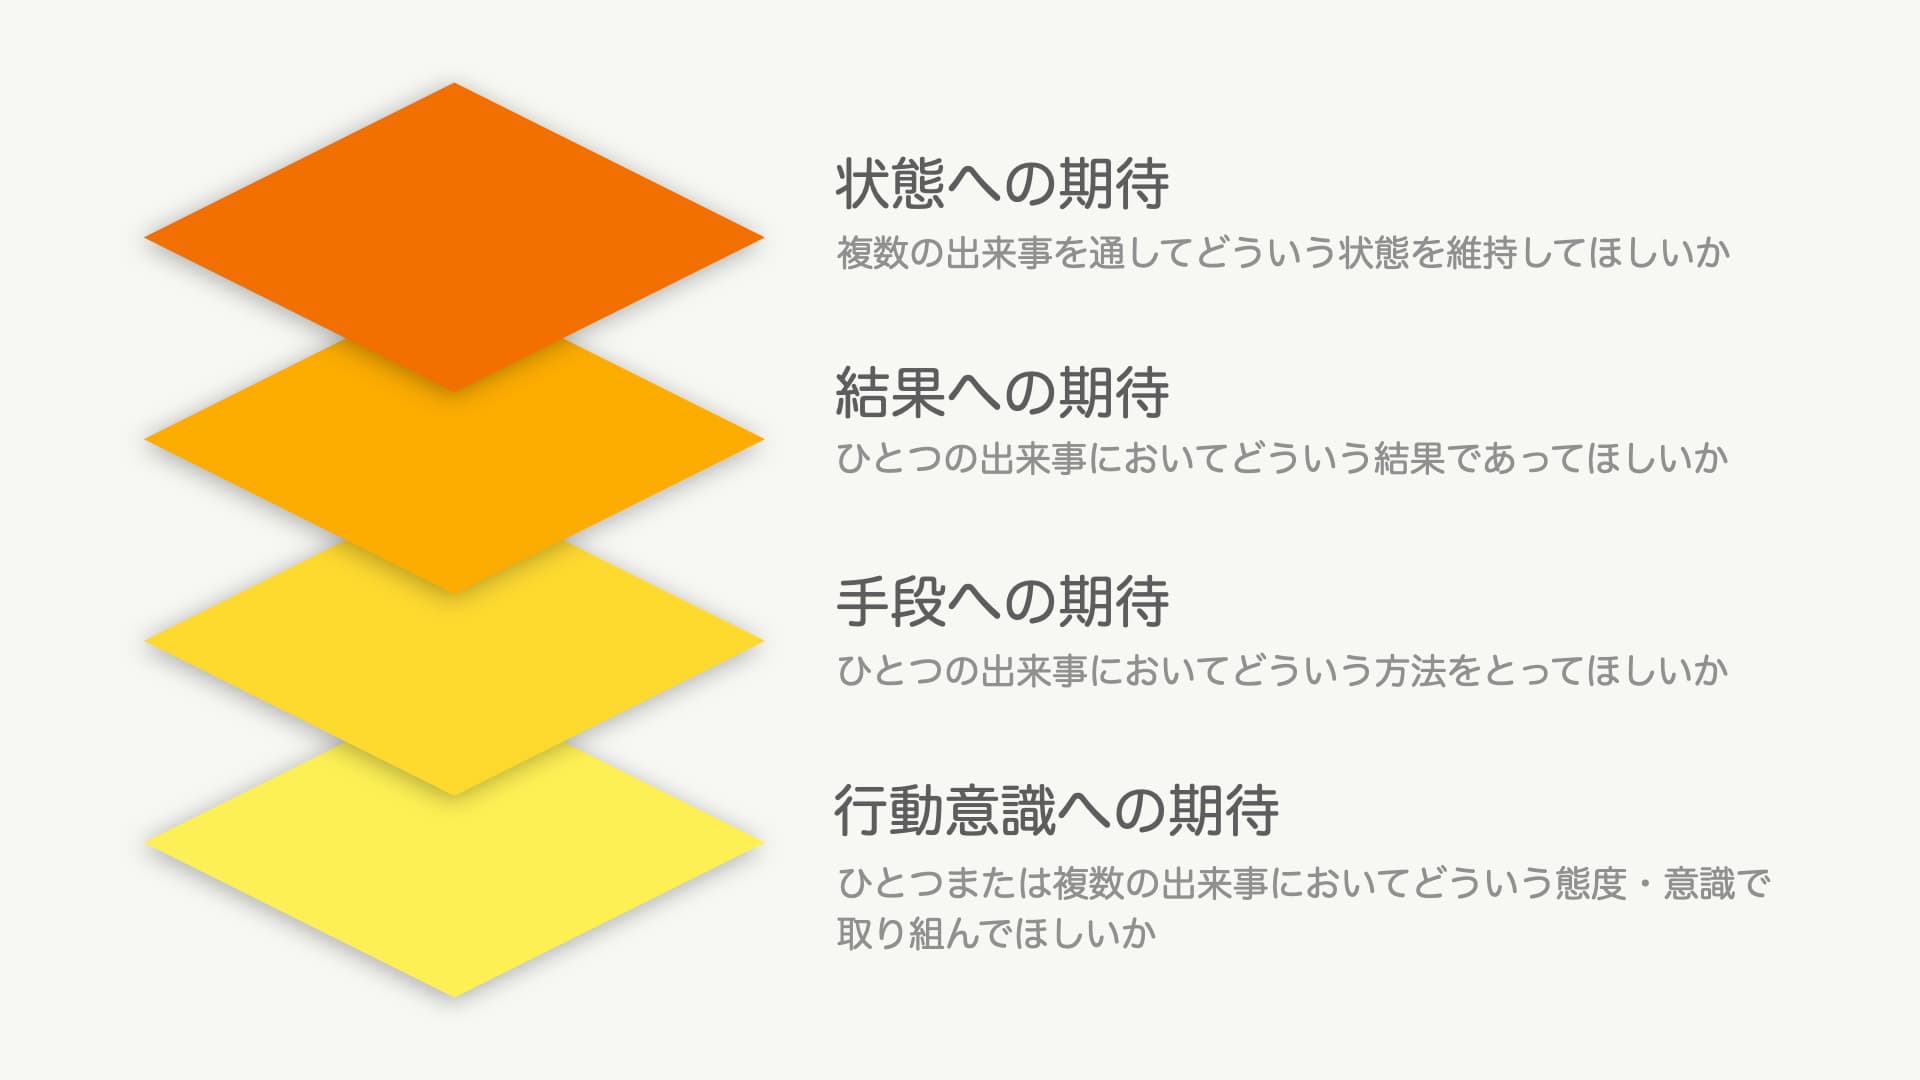 状態への期待
複数の出来事を通してどういう状態を維持してほしいか
結果への期待
ひとつの出来事においてどういう結果であってほしいか
手段への期待
ひとつの出来事においてどういう方法をとってほしいか
行動意識への期待
ひとつまたは複数の出来事においてどういう態度・意識で
取り組んでほしいか